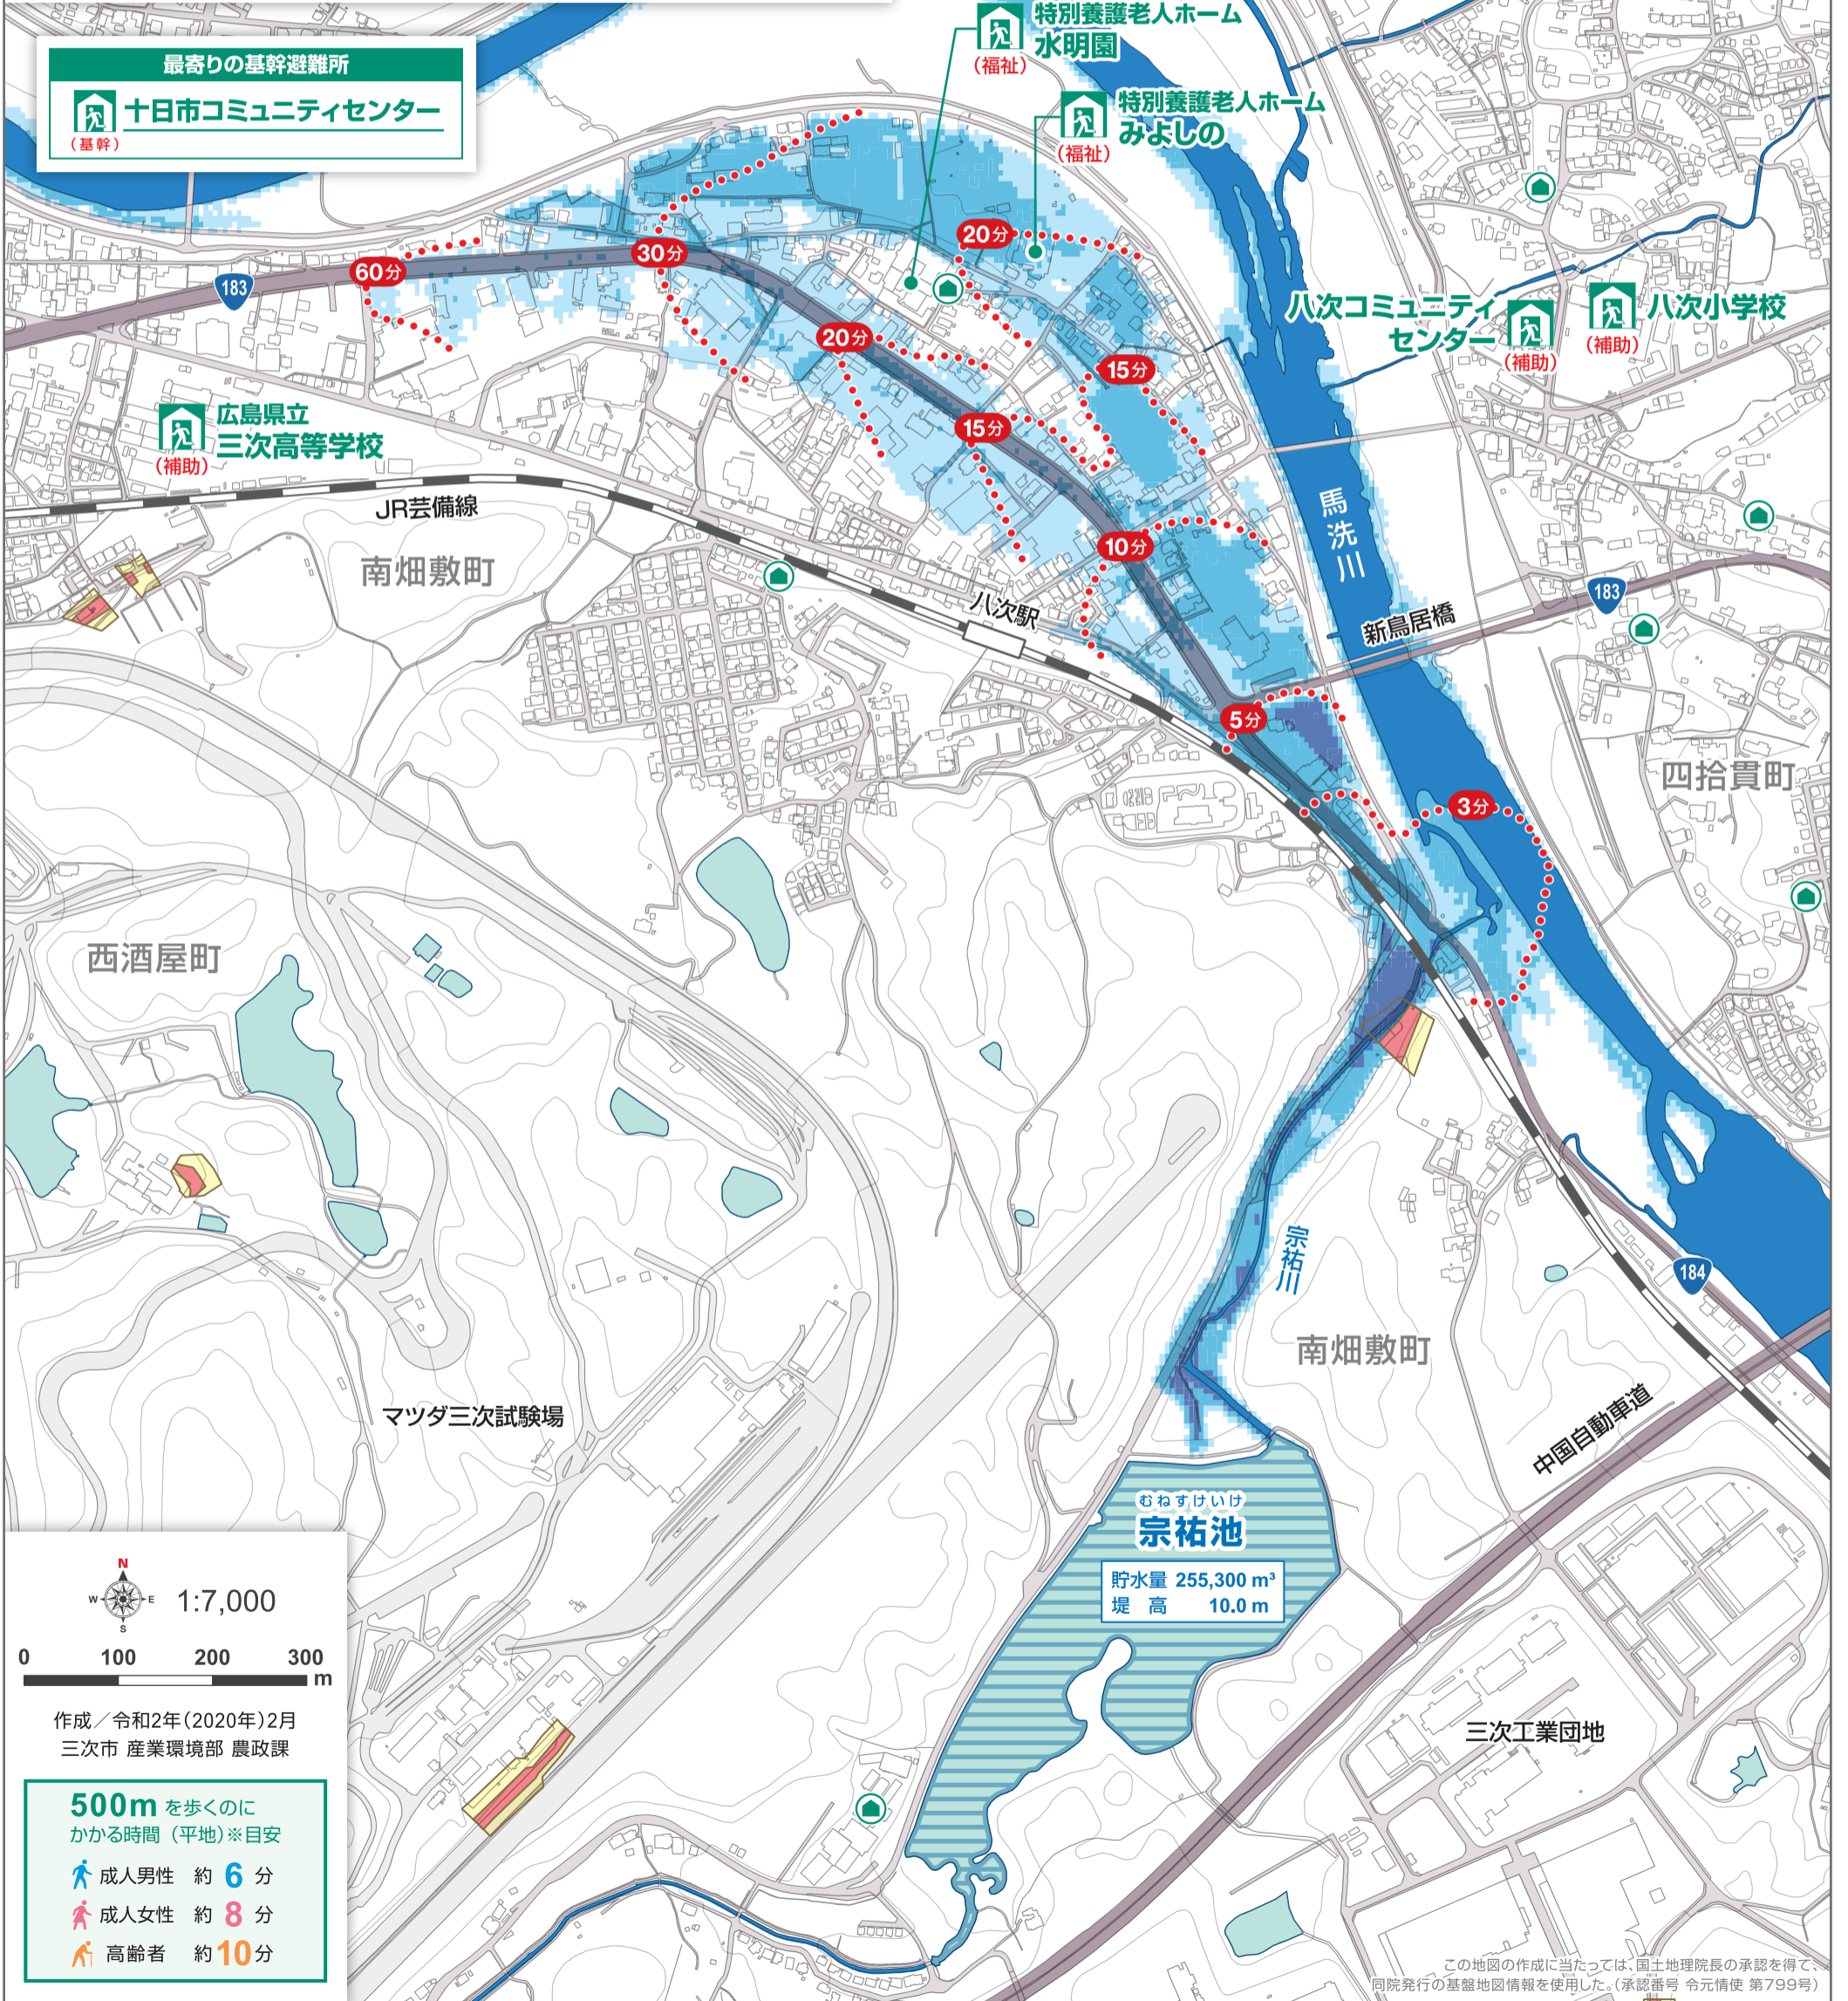 最寄りの基幹避難所
十日市コミュニティセンター
(基幹)
特別養護老人ホーム
水明園
(福祉)
特別養護老人ホーム
みよしの
(福祉)
八次コミュニティ
センター
(補助)
八次小学校
(補助)
広島県立
三次高等学校
(補助)
60分
30分
20分
20分
15分
15分
10分
5分
3分
183
183
184
JR芸備線
南畑敷町
八次駅
馬洗川
新鳥居橋
四拾貫町
西酒屋町
宗祐川
南畑敷町
マツダ三次試験場
中国自動車道
むねすけいけ
宗祐池
貯水量 255,300 m³
堤 高 10.0 m
三次工業団地
N
W E
S
1:7,000
0 100 200 300
m
作成／令和2年(2020年)2月
三次市 産業環境部 農政課
500m を歩くのに
かかる時間（平地)※目安
成人男性 約 6 分
成人女性 約 8 分
高齢者 約 10 分
この地図の作成に当たっては、国土地理院長の承認を得て、
同院発行の基盤地図情報を使用した。(承認番号 令元情使 第799号)